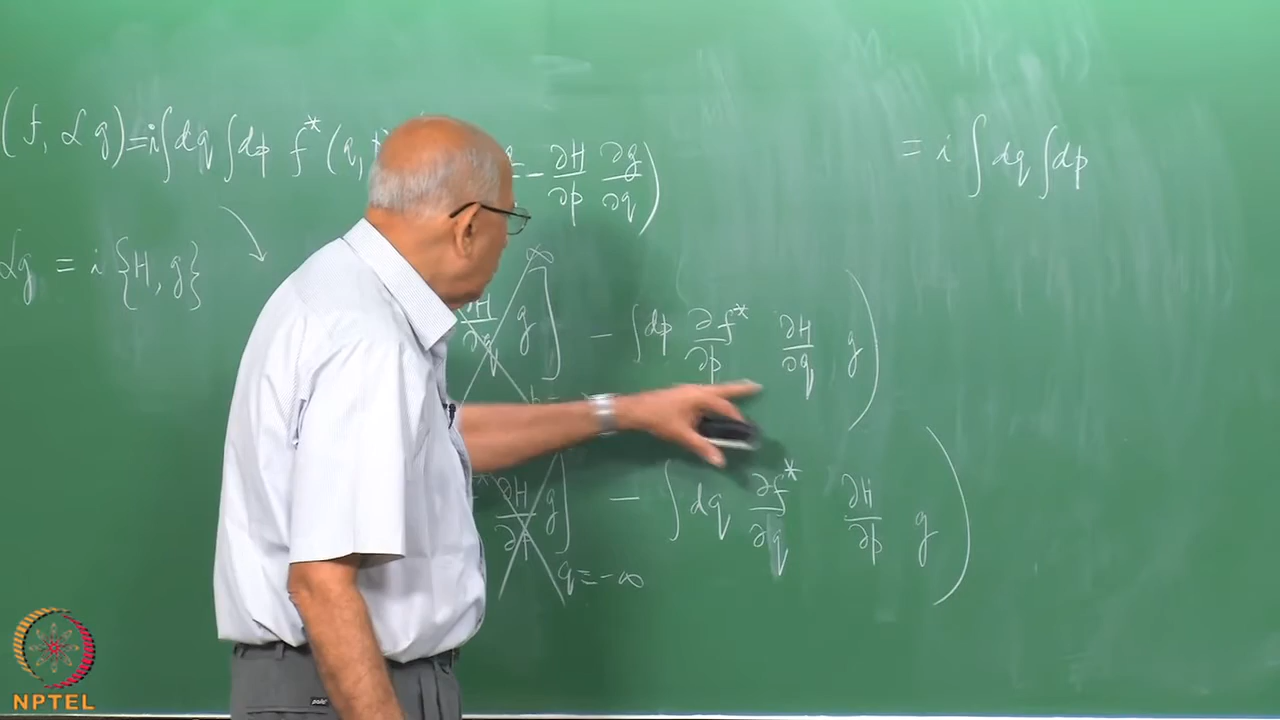 (f, ℒg) = i∫dq ∫dp f*(q, − ∂H/∂p ∂g/∂q)
= i ∫dq ∫dp
ℒg = i {H, g}
∂H/∂q g]^∞ − ∫dp ∂f*/∂p ∂H/∂q g)
* ∂H/∂p g]_{q=-∞} − ∫dq ∂f*/∂q ∂H/∂p g)
NPTEL